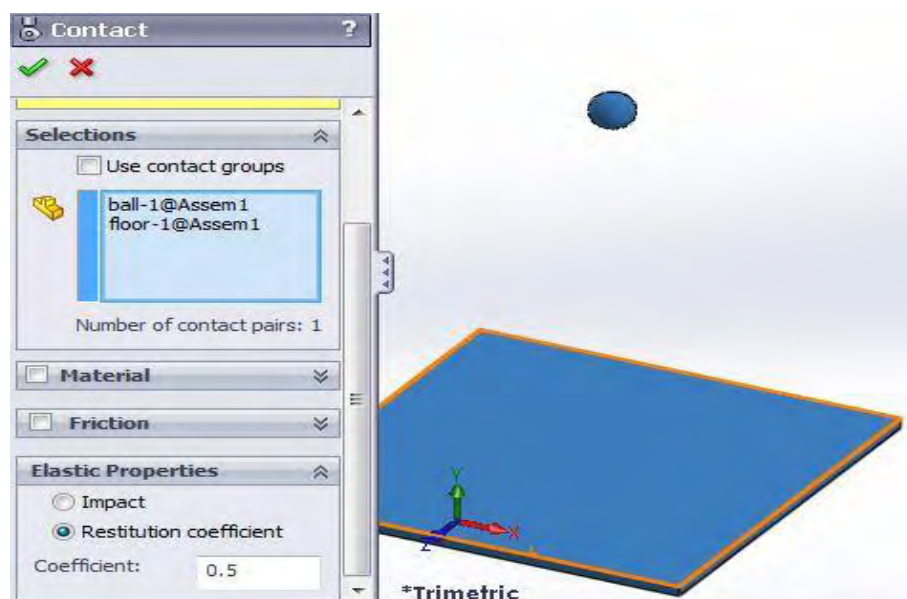 Contact ?
Selections
Use contact groups
ball-1@Assem1
floor-1@Assem1
Number of contact pairs: 1
Material
Friction
Elastic Properties
Impact
Restitution coefficient
Coefficient: 0.5
Y
X
Z
*Trimetric